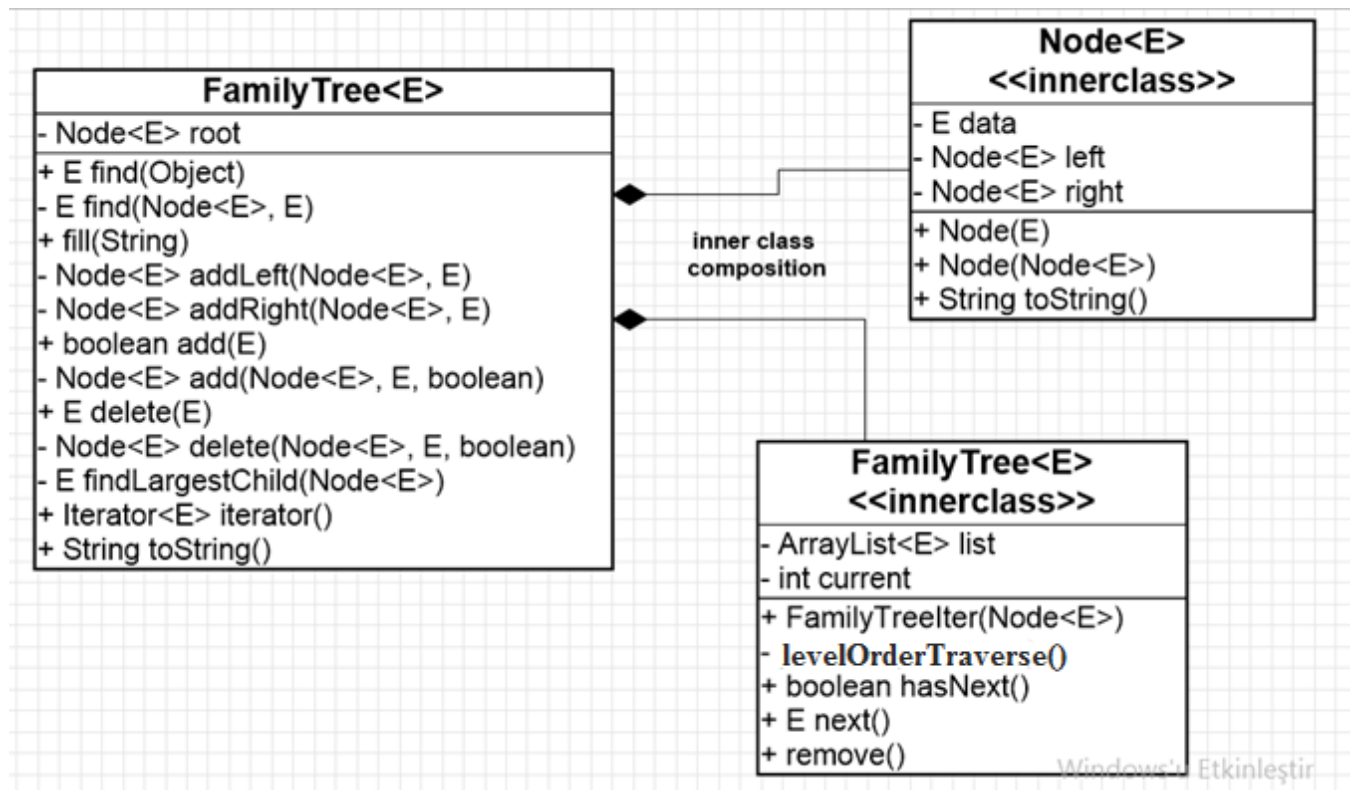 FamilyTree<E>
- Node<E> root
+ E find(Object)
- E find(Node<E>, E)
+ fill(String)
- Node<E> addLeft(Node<E>, E)
- Node<E> addRight(Node<E>, E)
+ boolean add(E)
- Node<E> add(Node<E>, E, boolean)
+ E delete(E)
- Node<E> delete(Node<E>, E, boolean)
- E findLargestChild(Node<E>)
+ Iterator<E> iterator()
+ String toString()
inner class
composition
Node<E>
<<innerclass>>
- E data
- Node<E> left
- Node<E> right
+ Node(E)
+ Node(Node<E>)
+ String toString()
FamilyTree<E>
<<innerclass>>
- ArrayList<E> list
- int current
+ FamilyTreeIter(Node<E>)
- levelOrderTraverse()
+ boolean hasNext()
+ E next()
+ remove()
Windows'u Etkinleştir